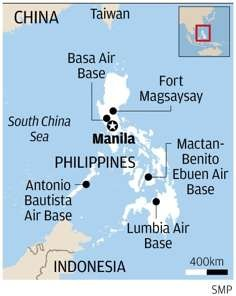 CHINA
Taiwan
Basa Air
Base
Fort
Magsaysay
South China
Sea
Manila
PHILIPPINES
Mactan-
Benito
Ebuen Air
Base
Antonio
Bautista
Air Base
Lumbia Air
Base
INDONESIA
400km
SMP